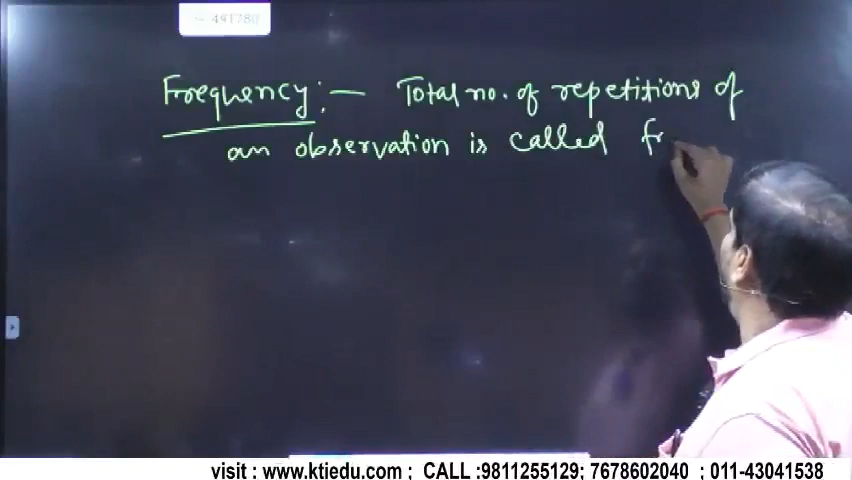 491780
Frequency :- Total no. of repetitions of
an observation is called fr
visit : www.ktiedu.com ; CALL :9811255129; 7678602040 ; 011-43041538